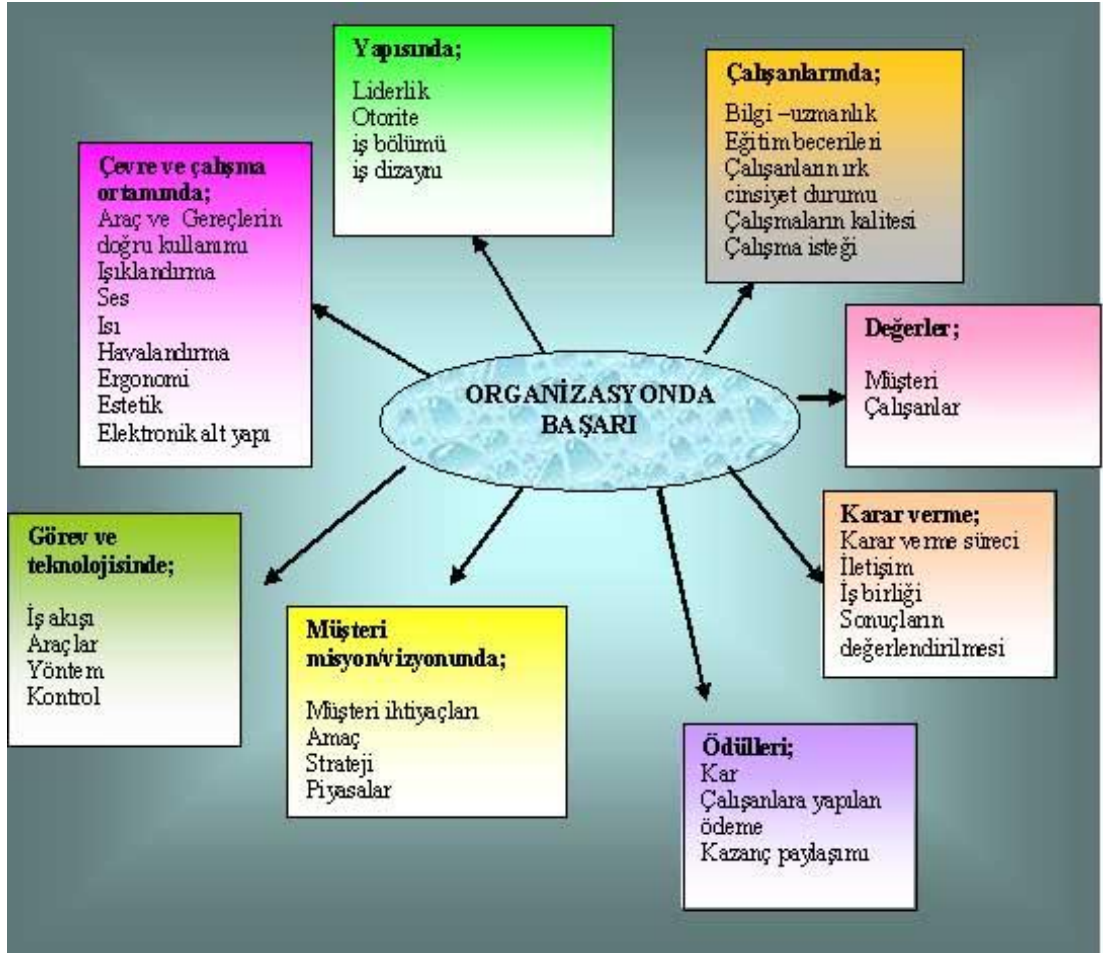 Yapısında;
Liderlik
Otorite
iş bölümü
iş dizaynı
Çalışanlarında;
Bilgi –uzmanlık
Eğitim becerileri
Çalışanların ırk
cinsiyet durumu
Çalışmaların kalitesi
Çalışma isteği
Çevre ve çalışma
ortamında;
Araç ve Gereçlerin
doğru kullanımı
Işıklandırma
Ses
Isı
Havalandırma
Ergonomi
Estetik
Elektronik alt yapı
Değerler;
Müşteri
Çalışanlar
ORGANİZASYONDA
BAŞARI
Görev ve
teknolojisinde;
İş akışı
Araçlar
Yöntem
Kontrol
Müşteri
misyon/vizyonunda;
Müşteri ihtiyaçları
Amaç
Strateji
Piyasalar
Karar verme;
Karar verme süreci
İletişim
İş birliği
Sonuçların
değerlendirilmesi
Ödülleri;
Kar
Çalışanlara yapılan
ödeme
Kazanç paylaşımı